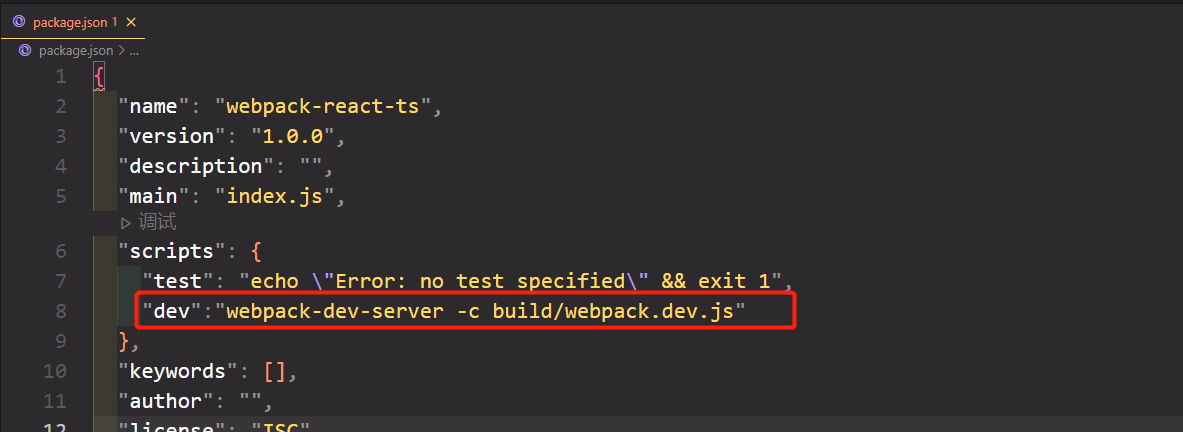 package.json 1 ×
package.json > ...
1 {
2 "name": "webpack-react-ts",
3 "version": "1.0.0",
4 "description": "",
5 "main": "index.js",
调试
6 "scripts": {
7 "test": "echo \"Error: no test specified\" && exit 1",
8 "dev":"webpack-dev-server -c build/webpack.dev.js"
9 },
10 "keywords": [],
11 "author": "",
12 "license": "ISC"